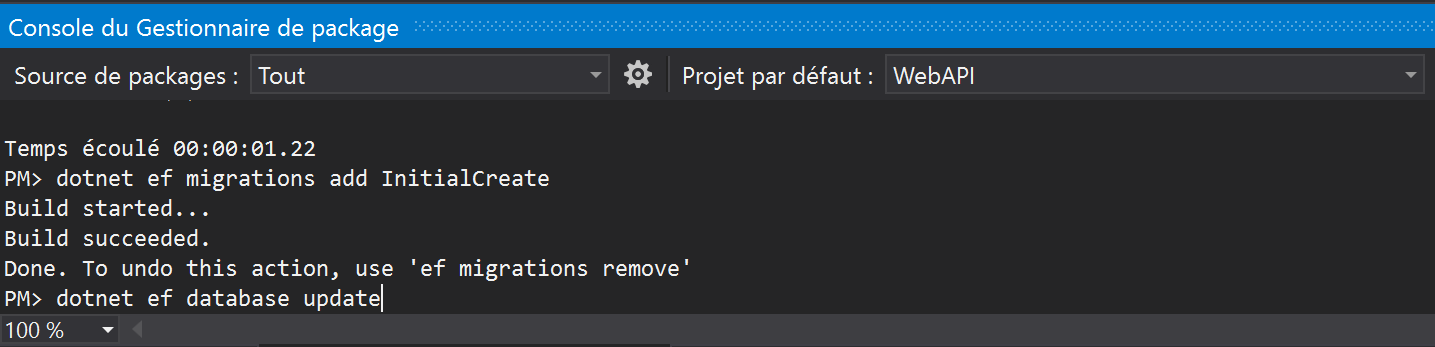 Console du Gestionnaire de package
Source de packages : Tout Projet par défaut : WebAPI
Temps écoulé 00:00:01.22
PM> dotnet ef migrations add InitialCreate
Build started...
Build succeeded.
Done. To undo this action, use 'ef migrations remove'
PM> dotnet ef database update
100 %